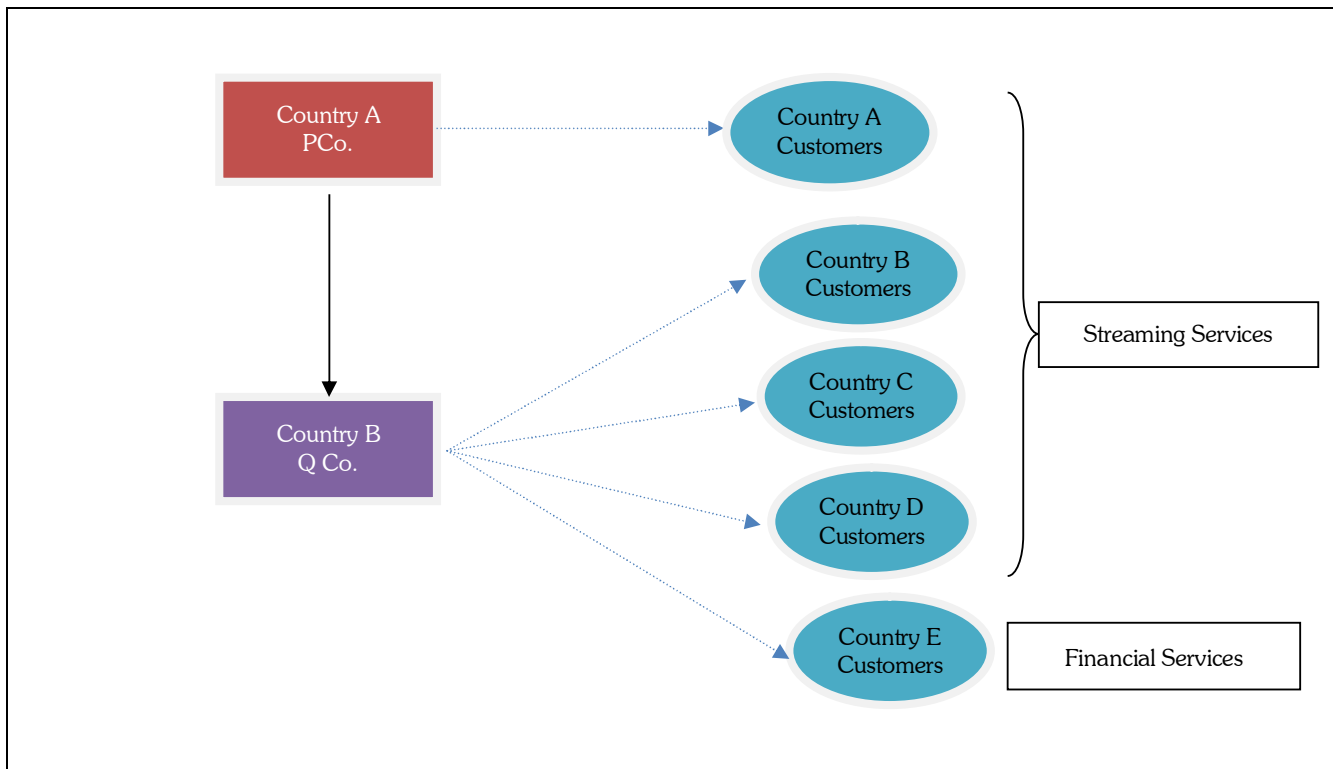 Country A
PCo.
Country A
Customers
Country B
Customers
Streaming Services
Country C
Customers
Country B
Q Co.
Country D
Customers
Country E
Customers
Financial Services